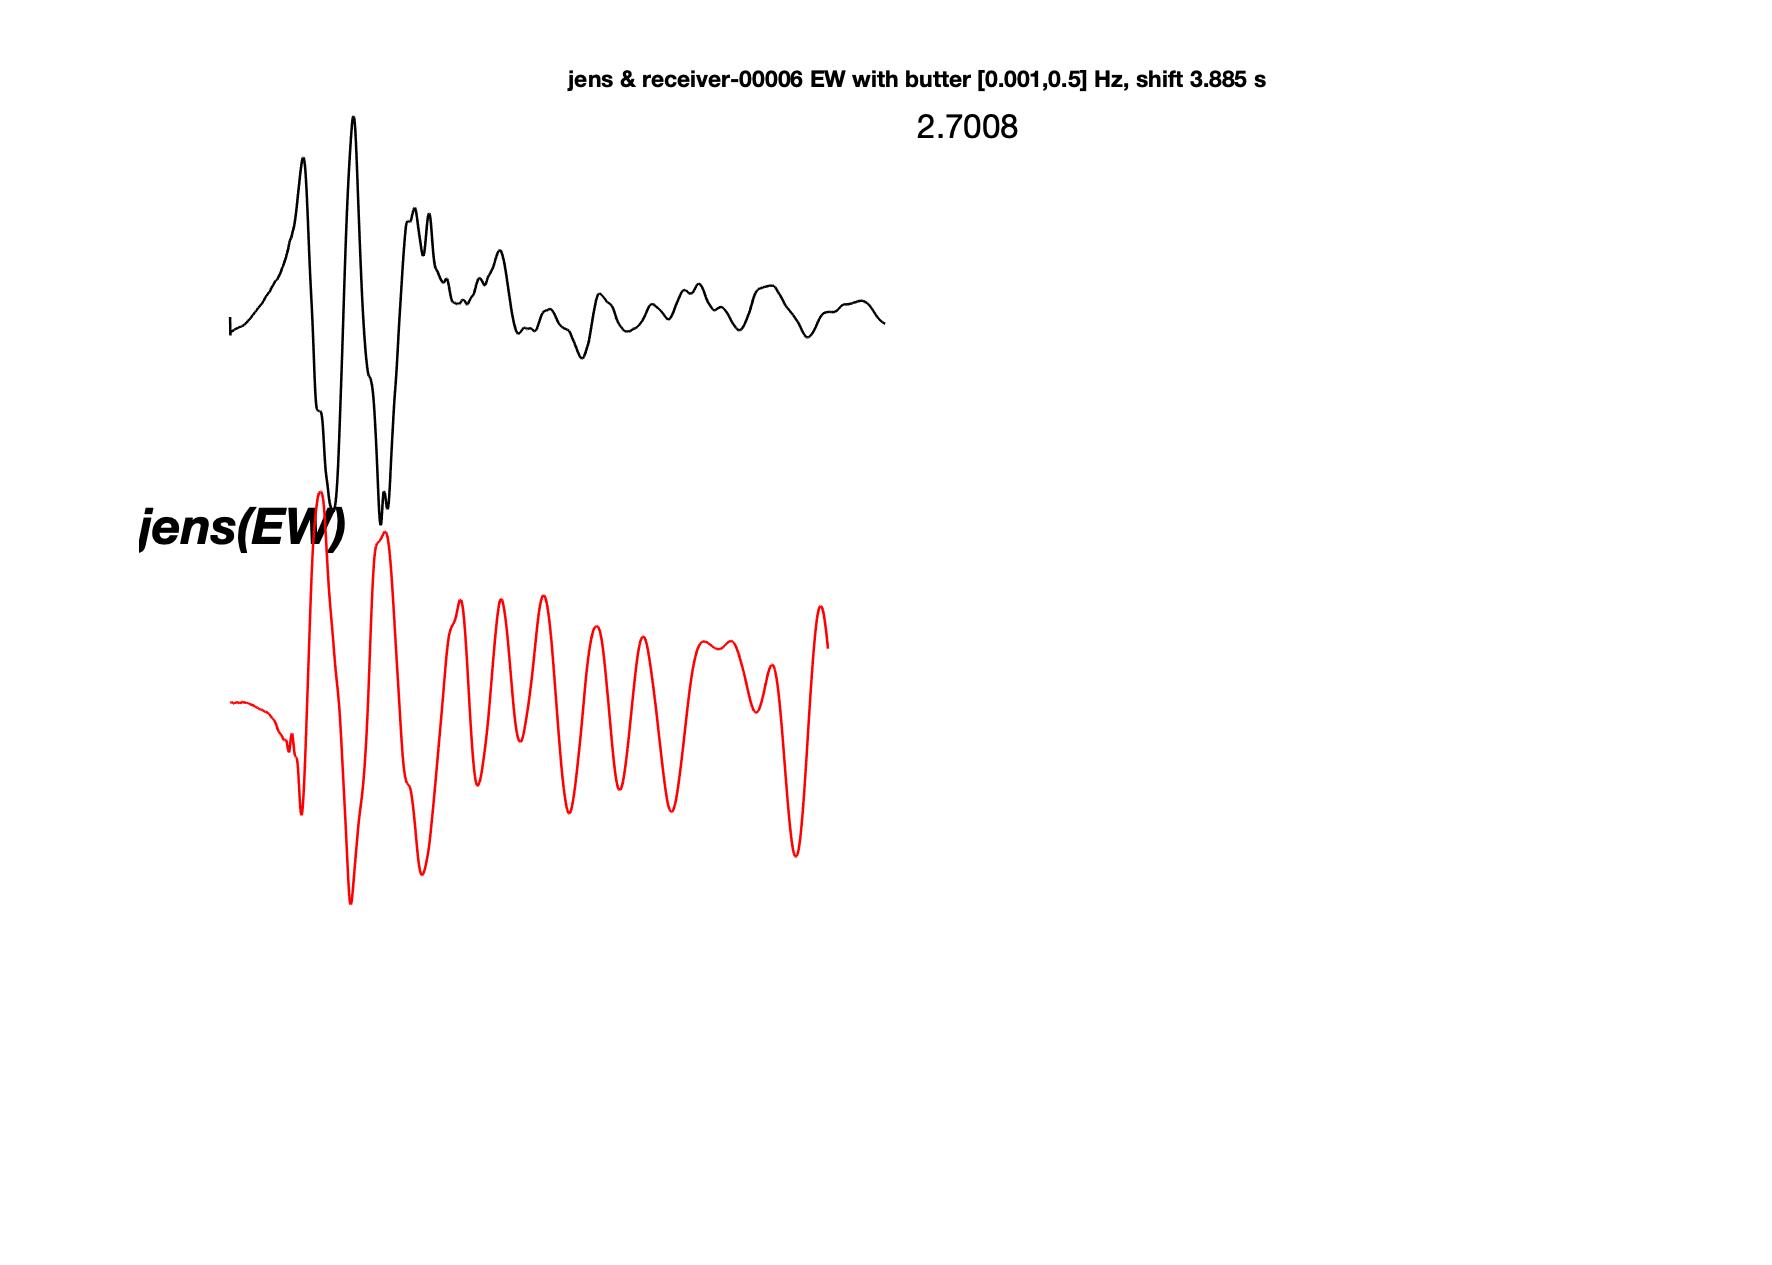 jens & receiver-00006 EW with butter [0.001,0.5] Hz, shift 3.885 s
2.7008
jens(EW)